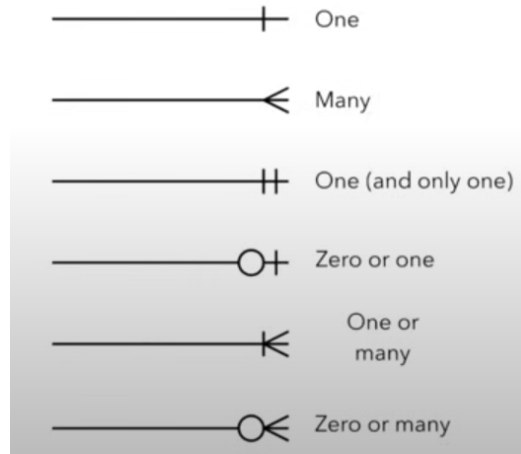 One
Many
One (and only one)
Zero or one
One or
many
Zero or many